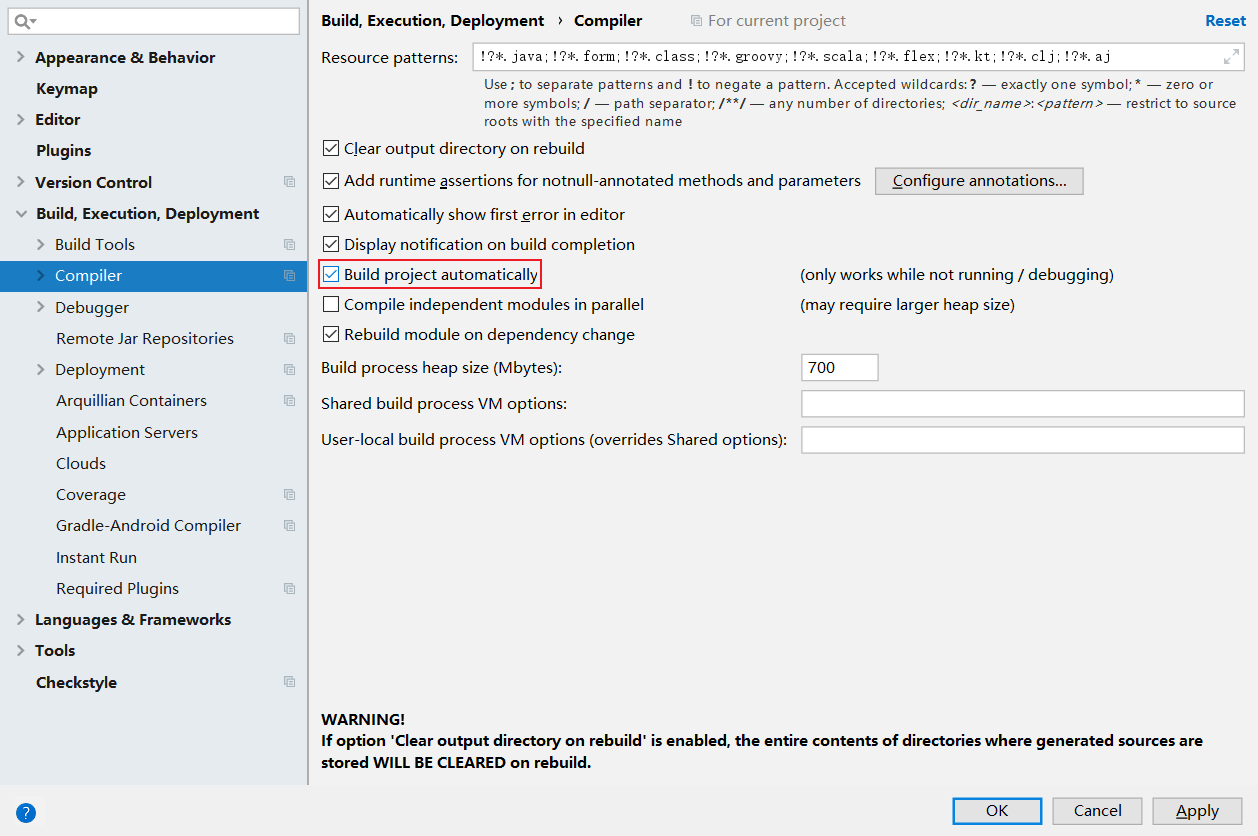 Appearance & Behavior
Keymap
Editor
Plugins
Version Control
Build, Execution, Deployment
Build Tools
Compiler
Debugger
Remote Jar Repositories
Deployment
Arquillian Containers
Application Servers
Clouds
Coverage
Gradle-Android Compiler
Instant Run
Required Plugins
Languages & Frameworks
Tools
Checkstyle
Build, Execution, Deployment › Compiler For current project Reset
Resource patterns: !?*.java;!?*.form;!?*.class;!?*.groovy;!?*.scala;!?*.flex;!?*.kt;!?*.clj;!?*.aj
Use ; to separate patterns and ! to negate a pattern. Accepted wildcards: ? — exactly one symbol; * — zero or
more symbols; / — path separator; /**/ — any number of directories; <dir_name>:<pattern> — restrict to source
roots with the specified name
Clear output directory on rebuild
Add runtime assertions for notnull-annotated methods and parameters Configure annotations...
Automatically show first error in editor
Display notification on build completion
Build project automatically (only works while not running / debugging)
Compile independent modules in parallel (may require larger heap size)
Rebuild module on dependency change
Build process heap size (Mbytes): 700
Shared build process VM options:
User-local build process VM options (overrides Shared options):
WARNING!
If option 'Clear output directory on rebuild' is enabled, the entire contents of directories where generated sources are
stored WILL BE CLEARED on rebuild.
? OK Cancel Apply